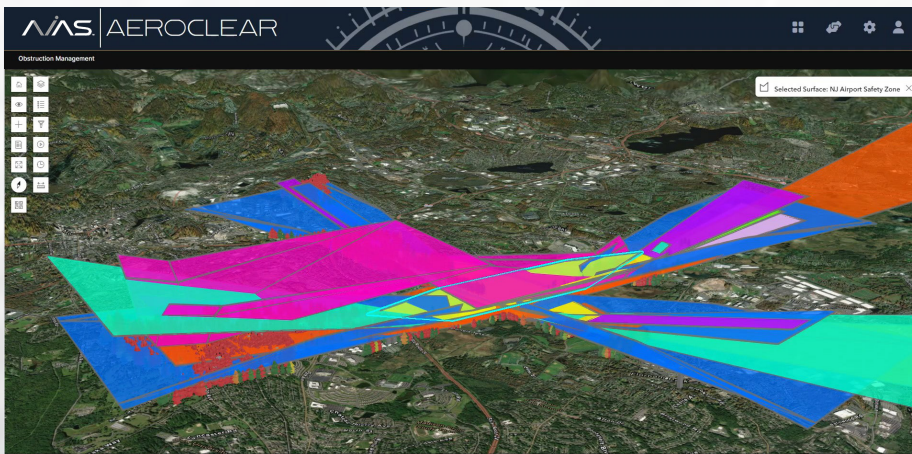 NAS. AEROCLEAR
Obstruction Management
Selected Surface: NJ Airport Safety Zone